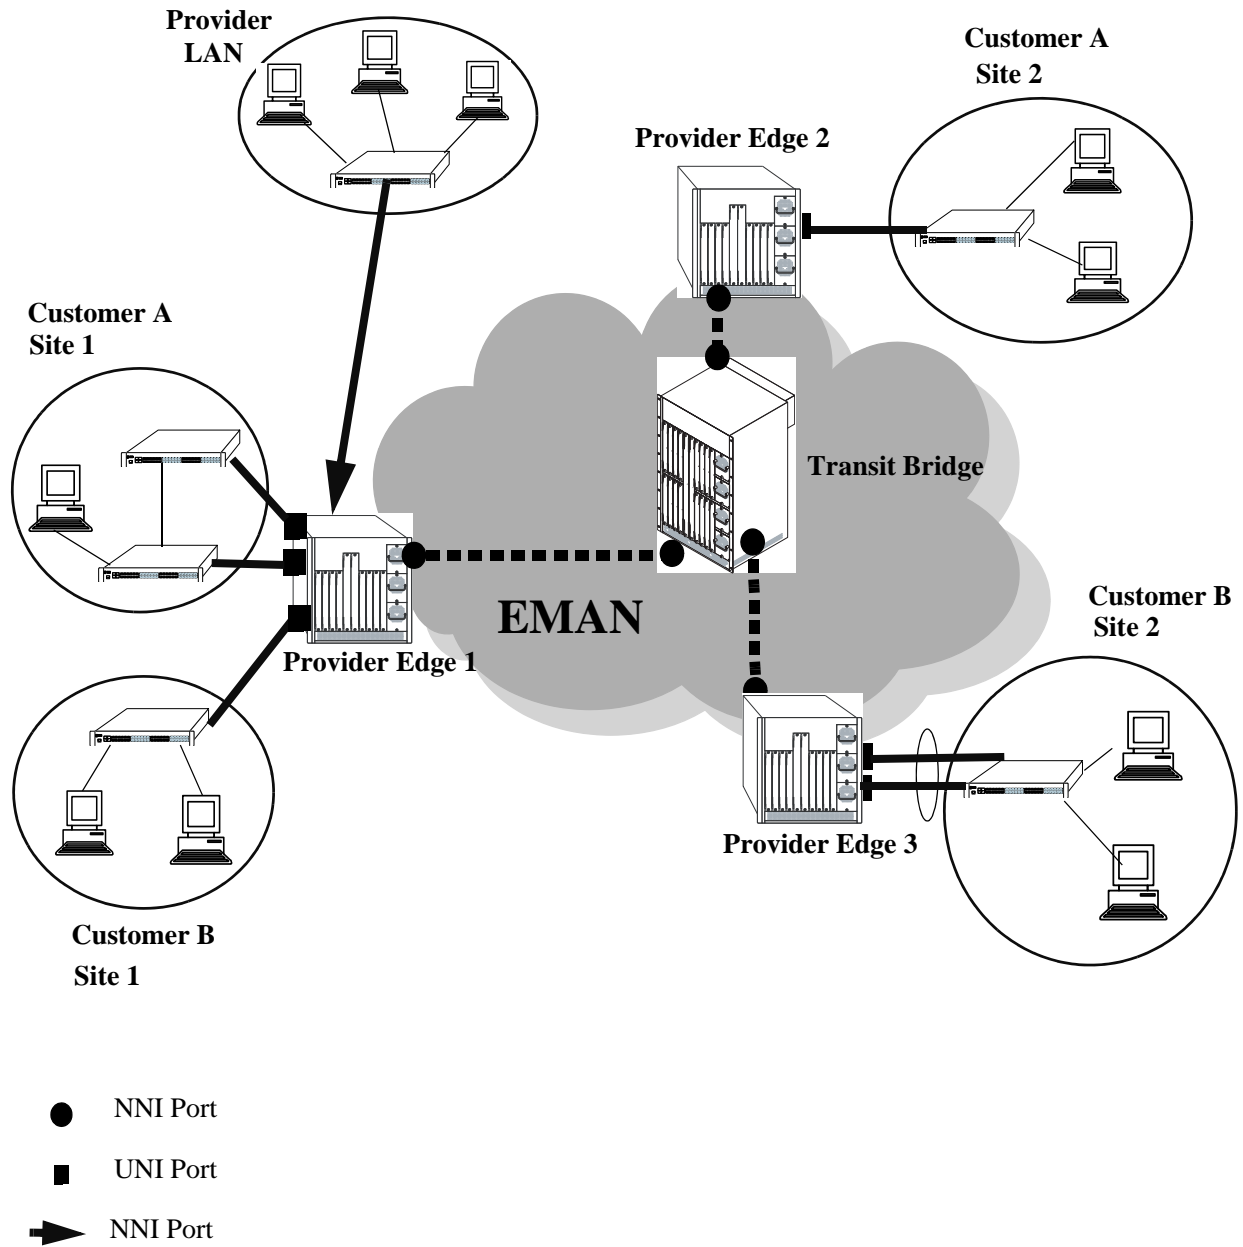 Provider
LAN
Customer A
Site 2
Provider Edge 2
Customer A
Site 1
Transit Bridge
EMAN
Customer B
Site 2
Provider Edge 1
Provider Edge 3
Customer B
Site 1
NNI Port
UNI Port
NNI Port